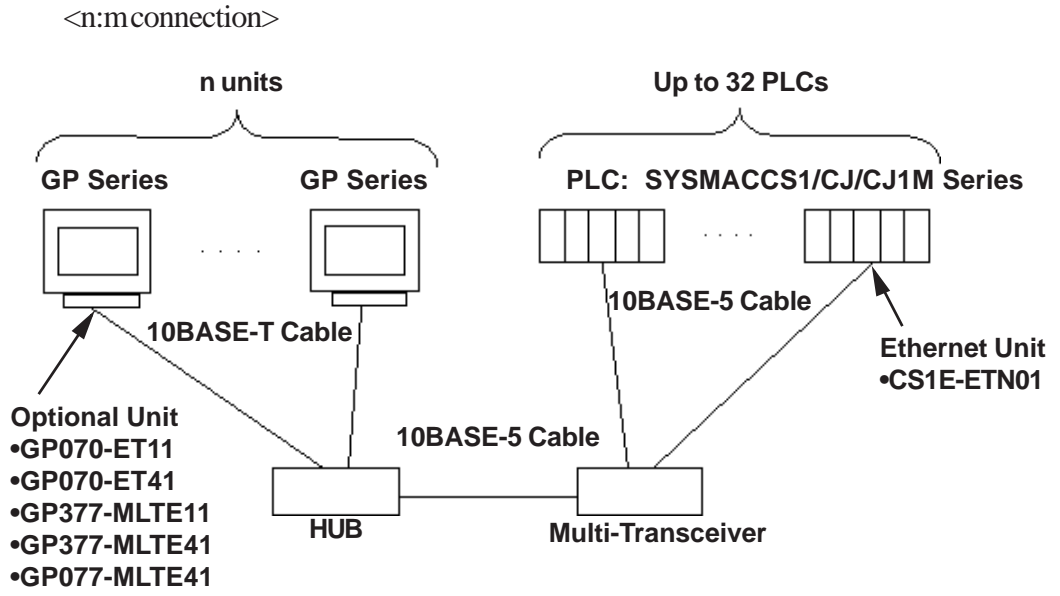 <n:mconnection>
n units
Up to 32 PLCs
GP Series
GP Series
PLC: SYSMACCS1/CJ/CJ1M Series
. . . .
. . . .
10BASE-T Cable
10BASE-5 Cable
Ethernet Unit
•CS1E-ETN01
Optional Unit
•GP070-ET11
•GP070-ET41
•GP377-MLTE11
•GP377-MLTE41
•GP077-MLTE41
10BASE-5 Cable
HUB
Multi-Transceiver